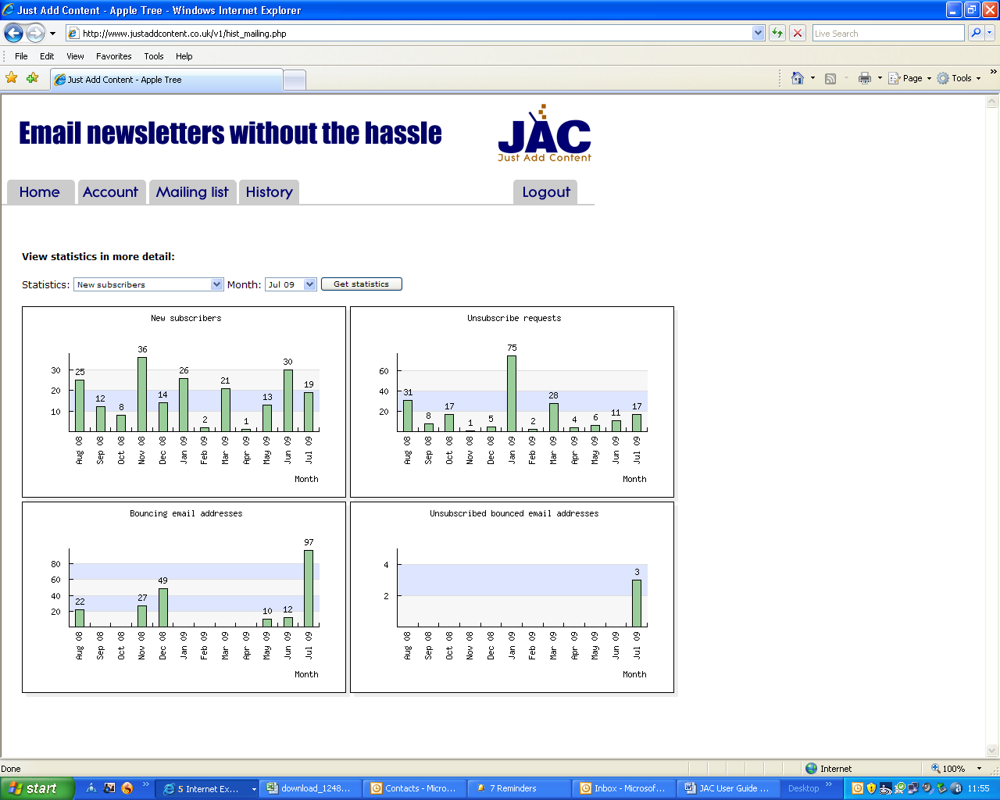 Just Add Content - Apple Tree - Windows Internet Explorer
http://www.justaddcontent.co.uk/v1/hist_mailing.php
Live Search
File Edit View Favorites Tools Help
Just Add Content - Apple Tree
Page Tools
Email newsletters without the hassle
JAC
Just Add Content
Home Account Mailing list History Logout
View statistics in more detail:
Statistics: New subscribers Month: Jul 09 Get statistics
New subscribers
36
30
25 26
30
21
19
20
14
12 13
8
10
2 1
Aug 08 Sep 08 Oct 08 Nov 08 Dec 08 Jan 09 Feb 09 Mar 09 Apr 09 May 09 Jun 09 Jul 09
Month
Unsubscribe requests
75
60
31 28
40
17 17
20
8 1 5 2 4 6 11
Aug 08 Sep 08 Oct 08 Nov 08 Dec 08 Jan 09 Feb 09 Mar 09 Apr 09 May 09 Jun 09 Jul 09
Month
Bouncing email addresses
97
80
60
49
40
22 27
20
10 12
Aug 08 Sep 08 Oct 08 Nov 08 Dec 08 Jan 09 Feb 09 Mar 09 Apr 09 May 09 Jun 09 Jul 09
Month
Unsubscribed bounced email addresses
4
3
2
Aug 08 Sep 08 Oct 08 Nov 08 Dec 08 Jan 09 Feb 09 Mar 09 Apr 09 May 09 Jun 09 Jul 09
Month
Done Internet 100%
start 5 Internet Ex... download_1248... Contacts - Micro... 7 Reminders Inbox - Microsof... JAC User Guide ... Desktop 11:55